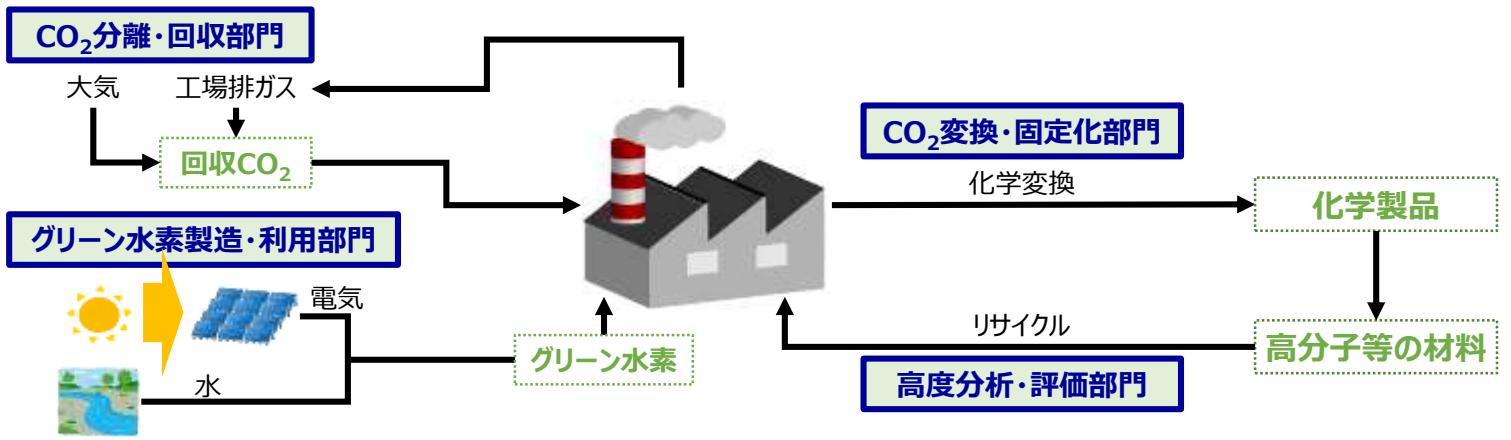 CO₂分離・回収部門
大気
工場排ガス
回収CO₂
グリーン水素製造・利用部門
電気
水
グリーン水素
CO₂変換・固定化部門
化学変換
化学製品
リサイクル
高分子等の材料
高度分析・評価部門